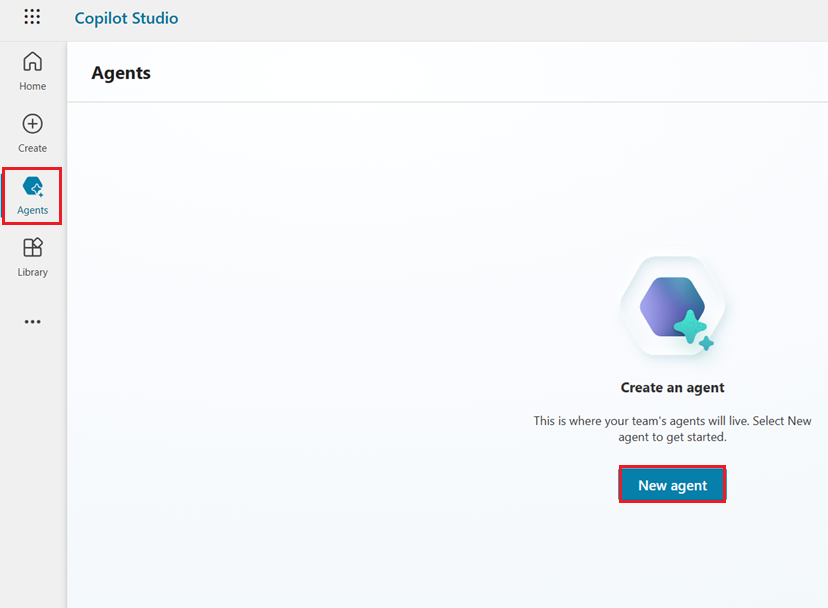 Copilot Studio
Home
Create
Agents
Library
Agents
Create an agent
This is where your team's agents will live. Select New
agent to get started.
New agent